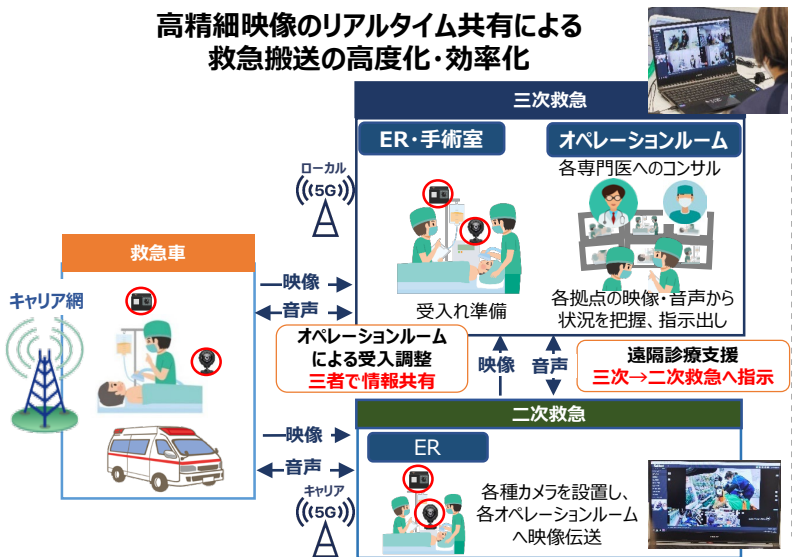 高精細映像のリアルタイム共有による
救急搬送の高度化・効率化
三次救急
ER・手術室
オペレーションルーム
各専門医へのコンサル
ローカル
5G
受入れ準備
各拠点の映像・音声から
状況を把握、指示出し
救急車
キャリア網
映像
音声
オペレーションルーム
による受入調整
三者で情報共有
映像
音声
遠隔診療支援
三次→二次救急へ指示
二次救急
映像
音声
キャリア
5G
ER
各種カメラを設置し、
各オペレーションルーム
へ映像伝送